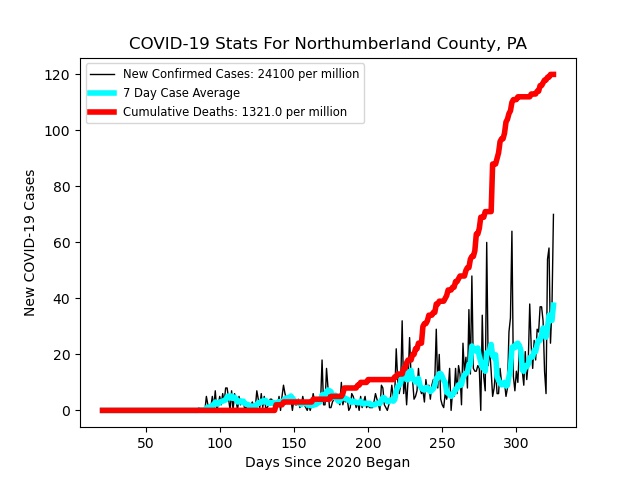 COVID-19 Stats For Northumberland County, PA
New Confirmed Cases: 24100 per million
7 Day Case Average
Cumulative Deaths: 1321.0 per million
120
100
80
60
40
20
0
New COVID-19 Cases
50 100 150 200 250 300
Days Since 2020 Began